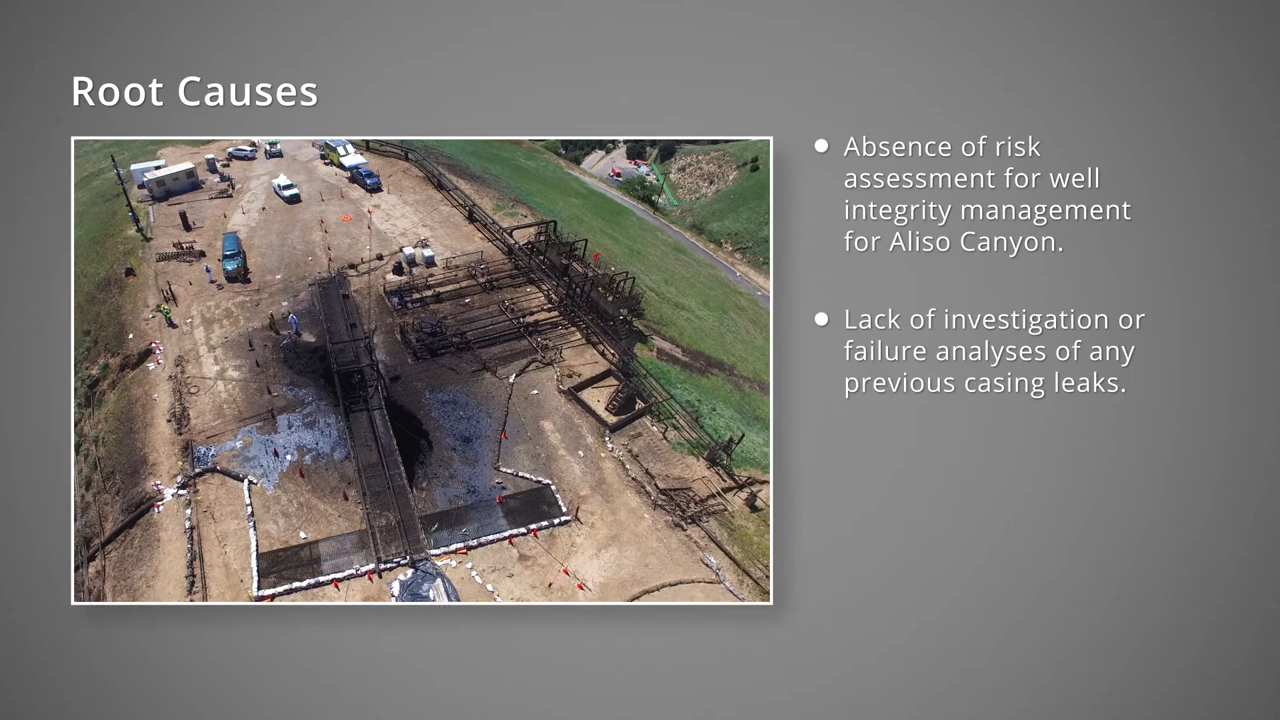 Root Causes
Absence of risk
assessment for well
integrity management
for Aliso Canyon.
Lack of investigation or
failure analyses of any
previous casing leaks.